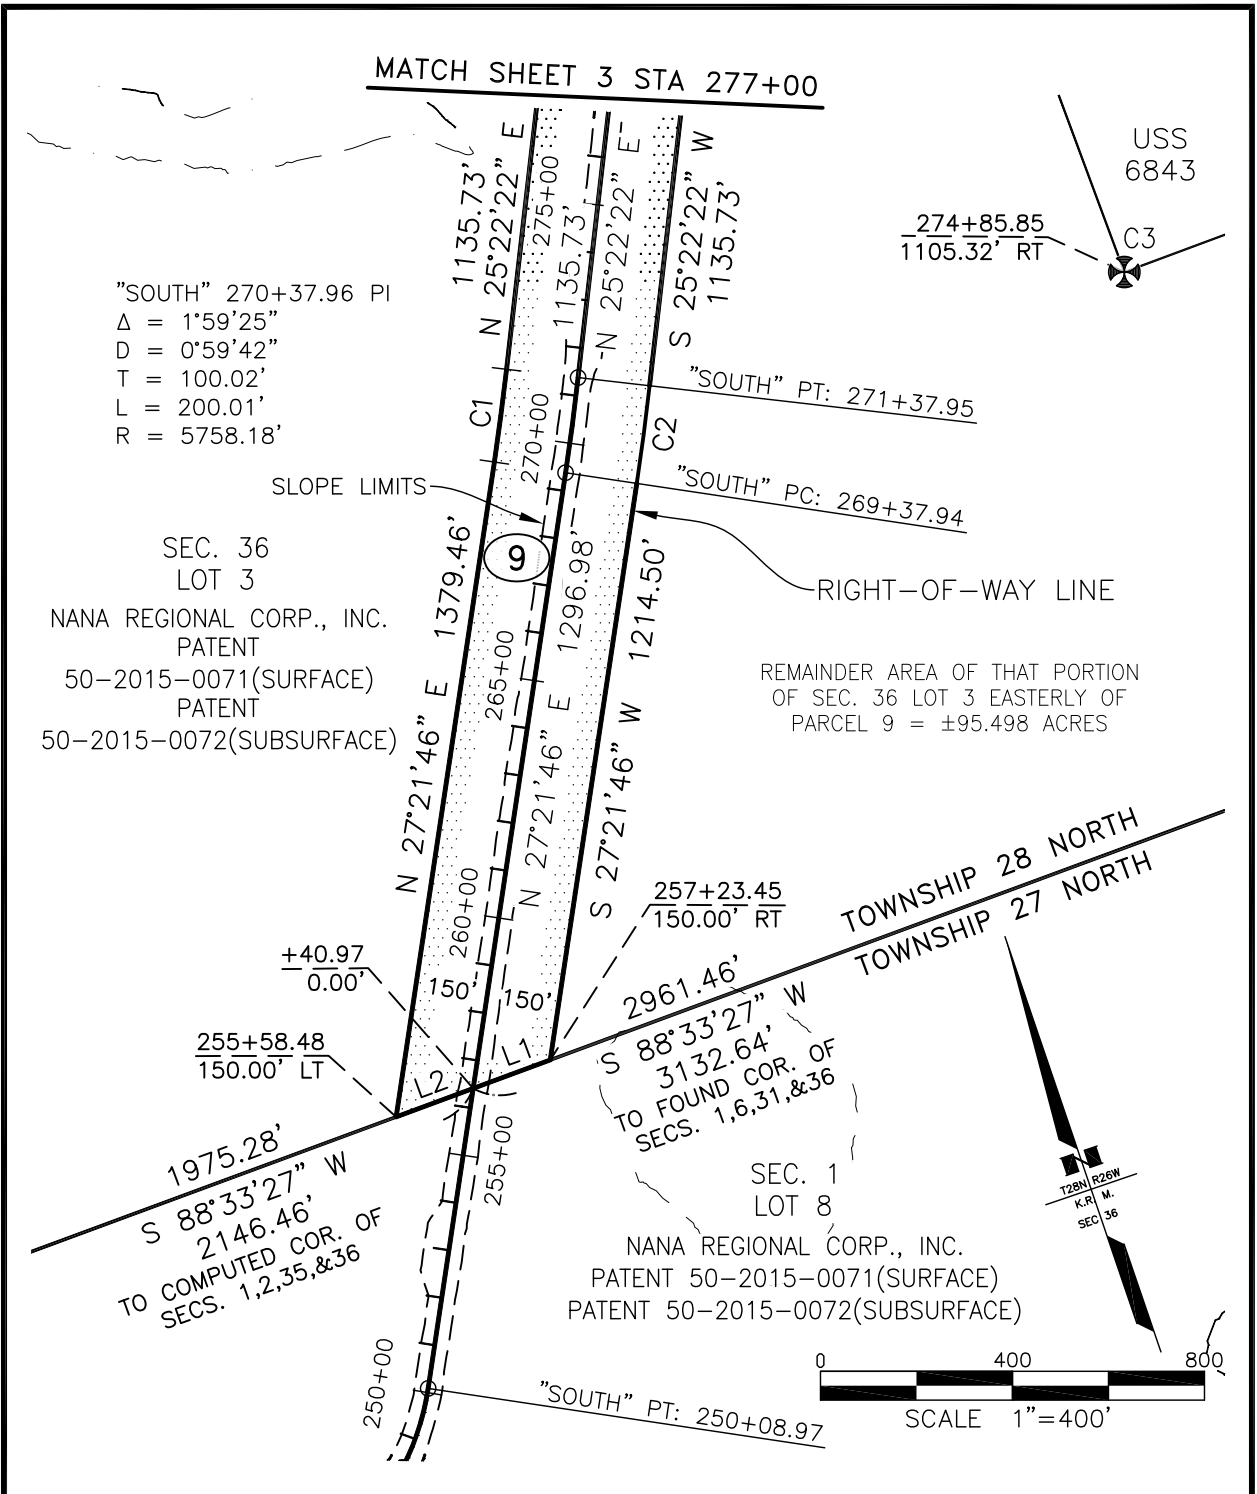 MATCH SHEET 3 STA 277+00
USS
6843
274+85.85
1105.32' RT
C3
1135.73'
N 25°22'22" E
275+00
1135.73'
N 25°22'22" E
S 25°22'22" W
1135.73'
"SOUTH" 270+37.96 PI
Δ = 1°59'25"
D = 0°59'42"
T = 100.02'
L = 200.01'
R = 5758.18'
"SOUTH" PT: 271+37.95
C1
270+00
C2
"SOUTH" PC: 269+37.94
SLOPE LIMITS
9
SEC. 36
LOT 3
NANA REGIONAL CORP., INC.
PATENT
50-2015-0071(SURFACE)
PATENT
50-2015-0072(SUBSURFACE)
N 27°21'46" E 1379.46'
265+00
N 27°21'46" E 1296.98'
S 27°21'46" W 1214.50'
RIGHT-OF-WAY LINE
REMAINDER AREA OF THAT PORTION
OF SEC. 36 LOT 3 EASTERLY OF
PARCEL 9 = ±95.498 ACRES
TOWNSHIP 28 NORTH
TOWNSHIP 27 NORTH
257+23.45
150.00' RT
260+00
+40.97
0.00'
150'
150'
255+58.48
150.00' LT
L2
L1
2961.46'
S 88°33'27" W
3132.64'
TO FOUND COR. OF
SECS. 1,6,31,&36
1975.28'
S 88°33'27" W
2146.46'
TO COMPUTED COR. OF
SECS. 1,2,35,&36
255+00
SEC. 1
LOT 8
NANA REGIONAL CORP., INC.
PATENT 50-2015-0071(SURFACE)
PATENT 50-2015-0072(SUBSURFACE)
N
T28N R26W
K.R. M.
SEC 36
250+00
"SOUTH" PT: 250+08.97
0 400 800
SCALE 1"=400'